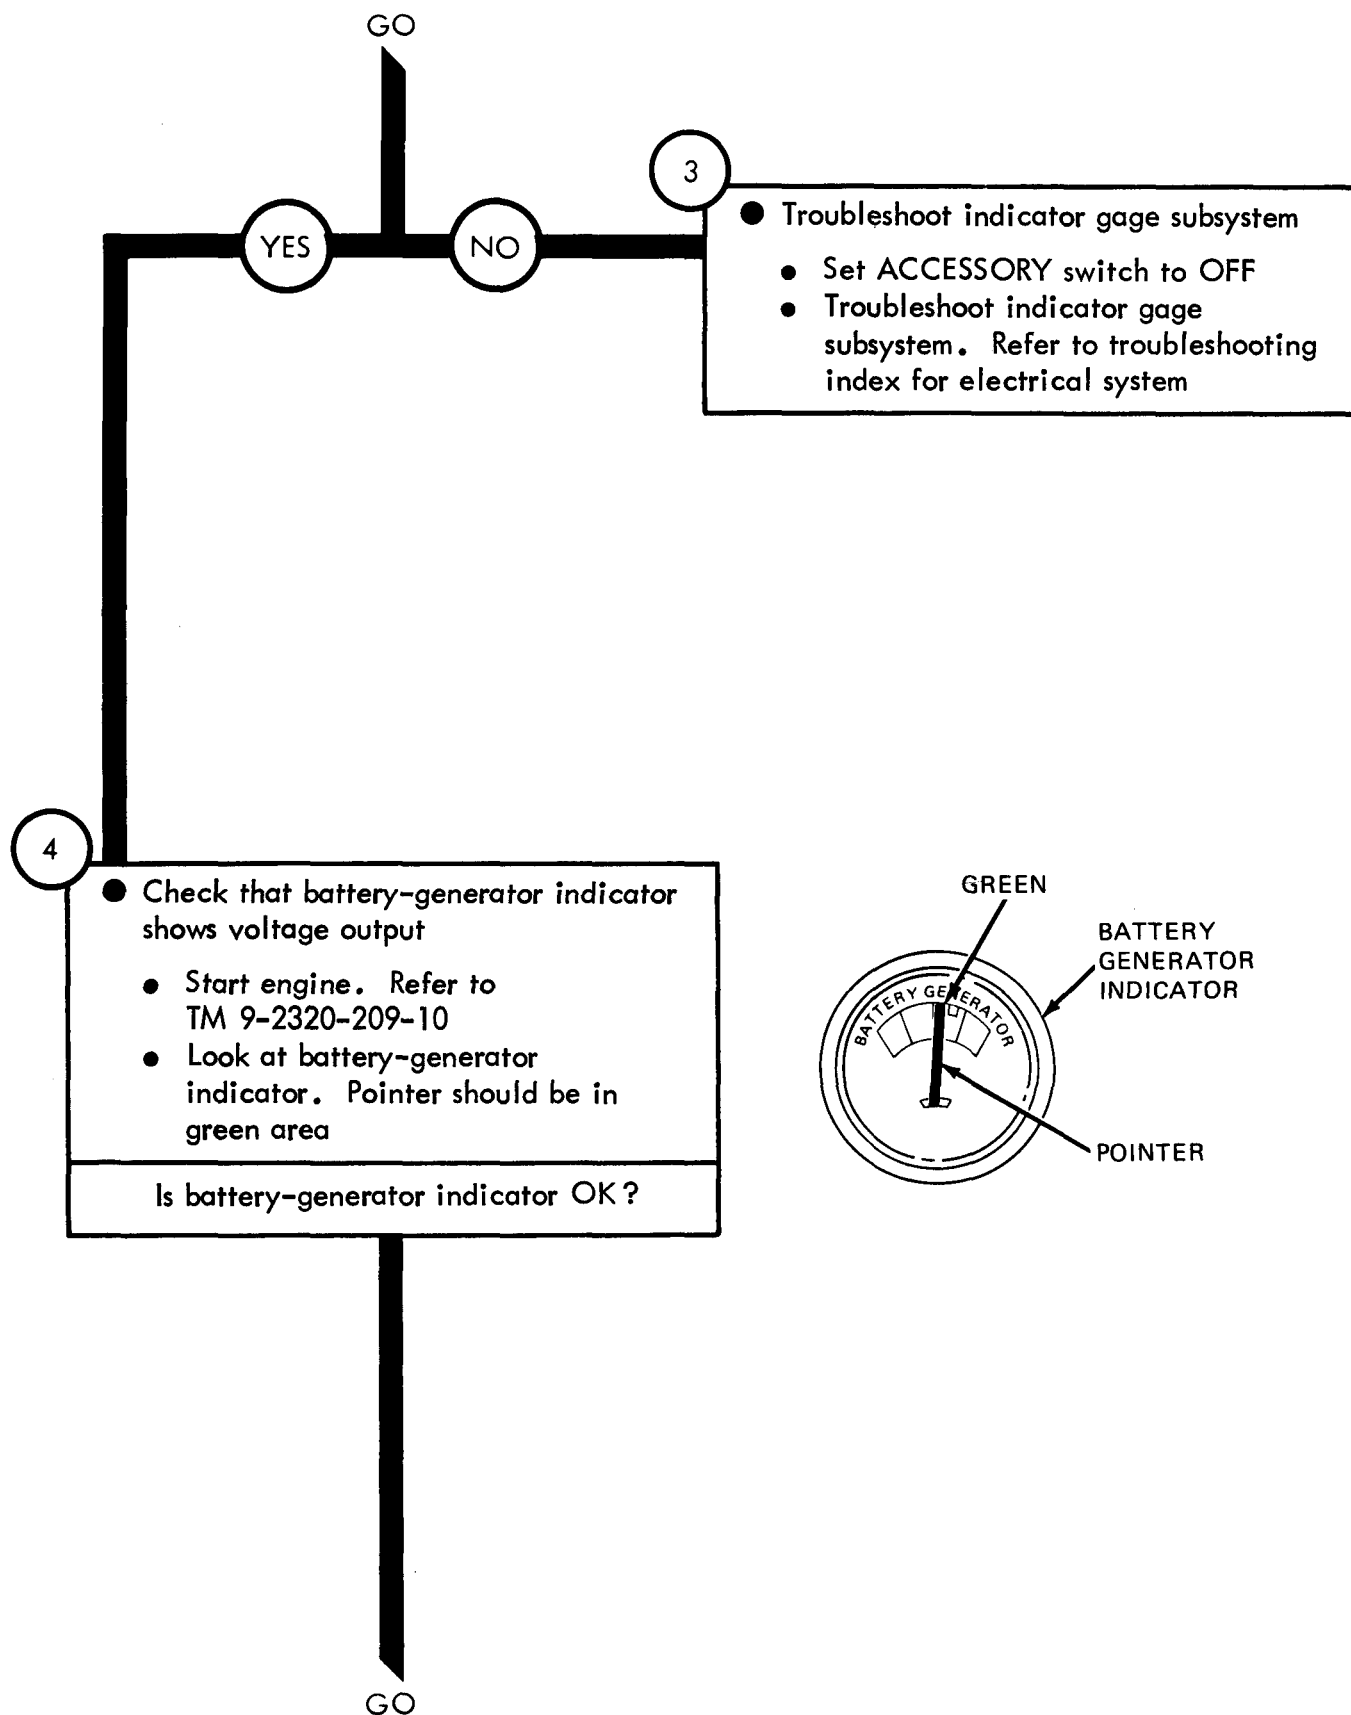 GO
YES
NO
3
● Troubleshoot indicator gage subsystem
● Set ACCESSORY switch to OFF
● Troubleshoot indicator gage
subsystem. Refer to troubleshooting
index for electrical system
4
● Check that battery-generator indicator
shows voltage output
● Start engine. Refer to
TM 9-2320-209-10
● Look at battery-generator
indicator. Pointer should be in
green area
Is battery-generator indicator OK?
GREEN
BATTERY
GENERATOR
INDICATOR
BATTERY GENERATOR
POINTER
GO